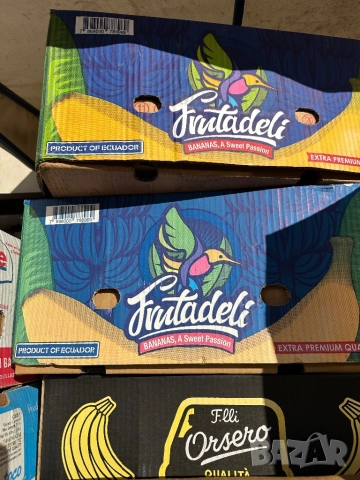 Frutadeli
BANANAS, A Sweet Passion
PRODUCT OF ECUADOR
EXTRA PREMIUM
Frutadeli
BANANAS, A Sweet Passion
PRODUCT OF ECUADOR
EXTRA PREMIUM QUA
F.lli
Orsero
QUALITÀ
BAZAR